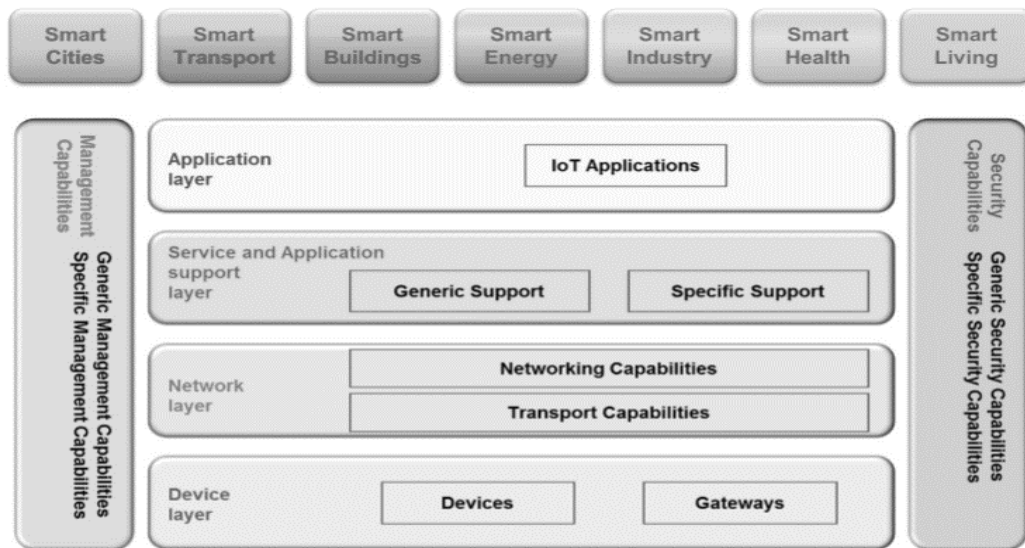 Smart
Cities
Smart
Transport
Smart
Buildings
Smart
Energy
Smart
Industry
Smart
Health
Smart
Living
Management
Capabilities
Generic Management Capabilities
Specific Management Capabilities
Application
layer
IoT Applications
Service and Application
support
layer
Generic Support
Specific Support
Network
layer
Networking Capabilities
Transport Capabilities
Device
layer
Devices
Gateways
Security
Capabilities
Generic Security Capabilities
Specific Security Capabilities